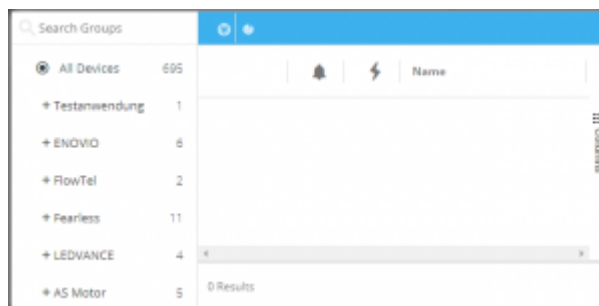 Search Groups
All Devices 695
+ Testanwendung 1
+ ENOVIO 6
+ FlowTel 2
+ Fearless 11
+ LEDVANCE 4
+ AS Motor 5
Name
0 Results